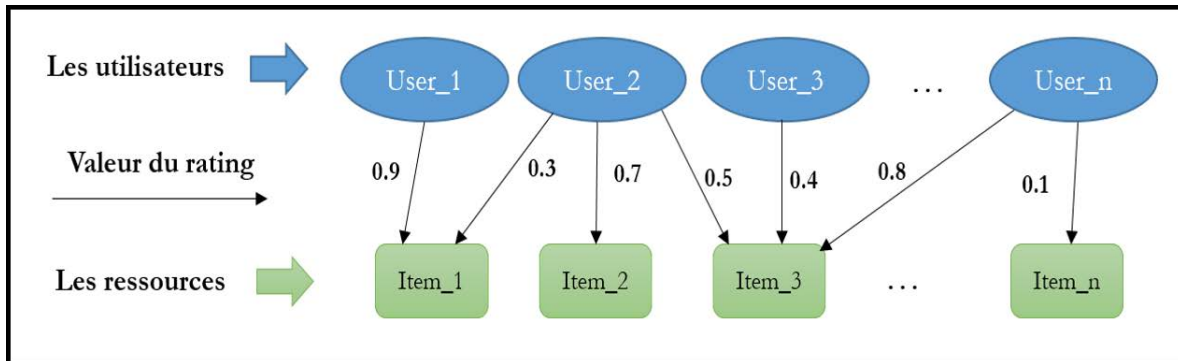 Les utilisateurs
User_1
User_2
User_3
...
User_n
Valeur du rating
0.9
0.3
0.7
0.5
0.4
0.8
0.1
Les ressources
Item_1
Item_2
Item_3
...
Item_n